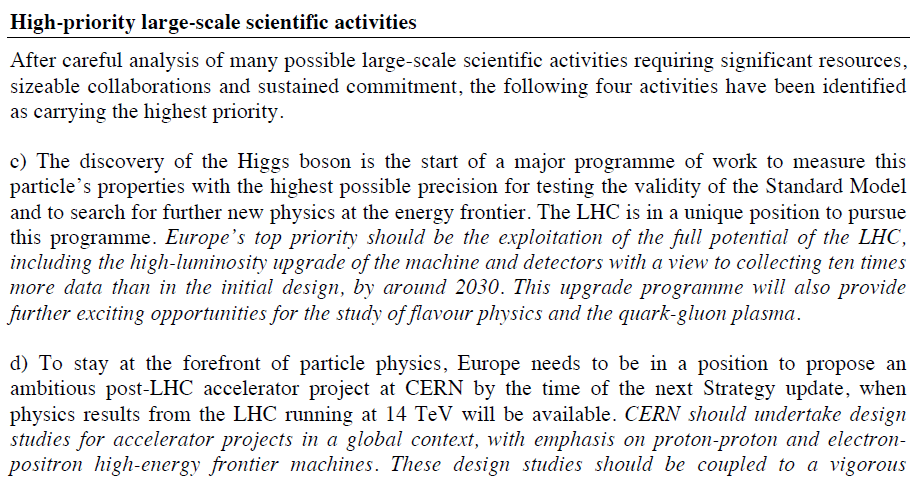 High-priority large-scale scientific activities
After careful analysis of many possible large-scale scientific activities requiring significant resources,
sizeable collaborations and sustained commitment, the following four activities have been identified
as carrying the highest priority.
c) The discovery of the Higgs boson is the start of a major programme of work to measure this
particle's properties with the highest possible precision for testing the validity of the Standard Model
and to search for further new physics at the energy frontier. The LHC is in a unique position to pursue
this programme. Europe's top priority should be the exploitation of the full potential of the LHC,
including the high-luminosity upgrade of the machine and detectors with a view to collecting ten times
more data than in the initial design, by around 2030. This upgrade programme will also provide
further exciting opportunities for the study of flavour physics and the quark-gluon plasma.
d) To stay at the forefront of particle physics, Europe needs to be in a position to propose an
ambitious post-LHC accelerator project at CERN by the time of the next Strategy update, when
physics results from the LHC running at 14 TeV will be available. CERN should undertake design
studies for accelerator projects in a global context, with emphasis on proton-proton and electron-
positron high-energy frontier machines. These design studies should be coupled to a vigorous